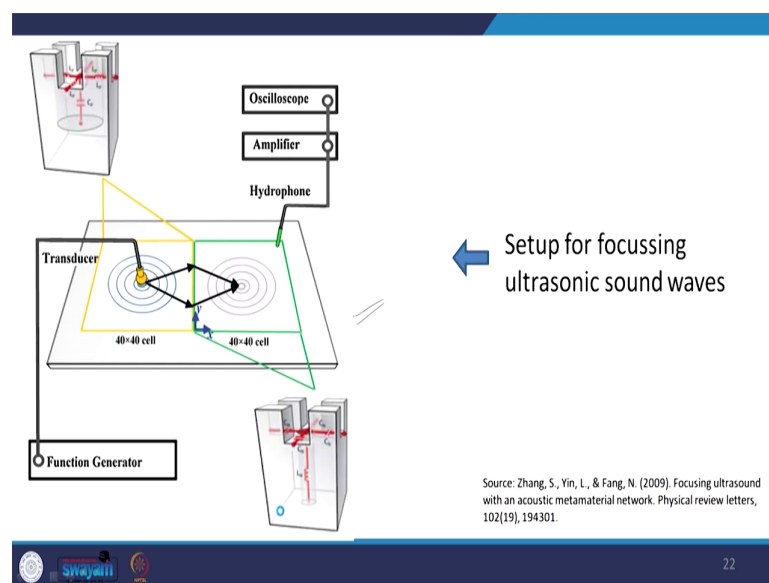 Oscilloscope
Amplifier
Hydrophone
Transducer
40×40 cell
40×40 cell
y
x
Function Generator
Setup for focussing
ultrasonic sound waves
Source: Zhang, S., Yin, L., & Fang, N. (2009). Focusing ultrasound
with an acoustic metamaterial network. Physical review letters,
102(19), 194301.
swayam
22